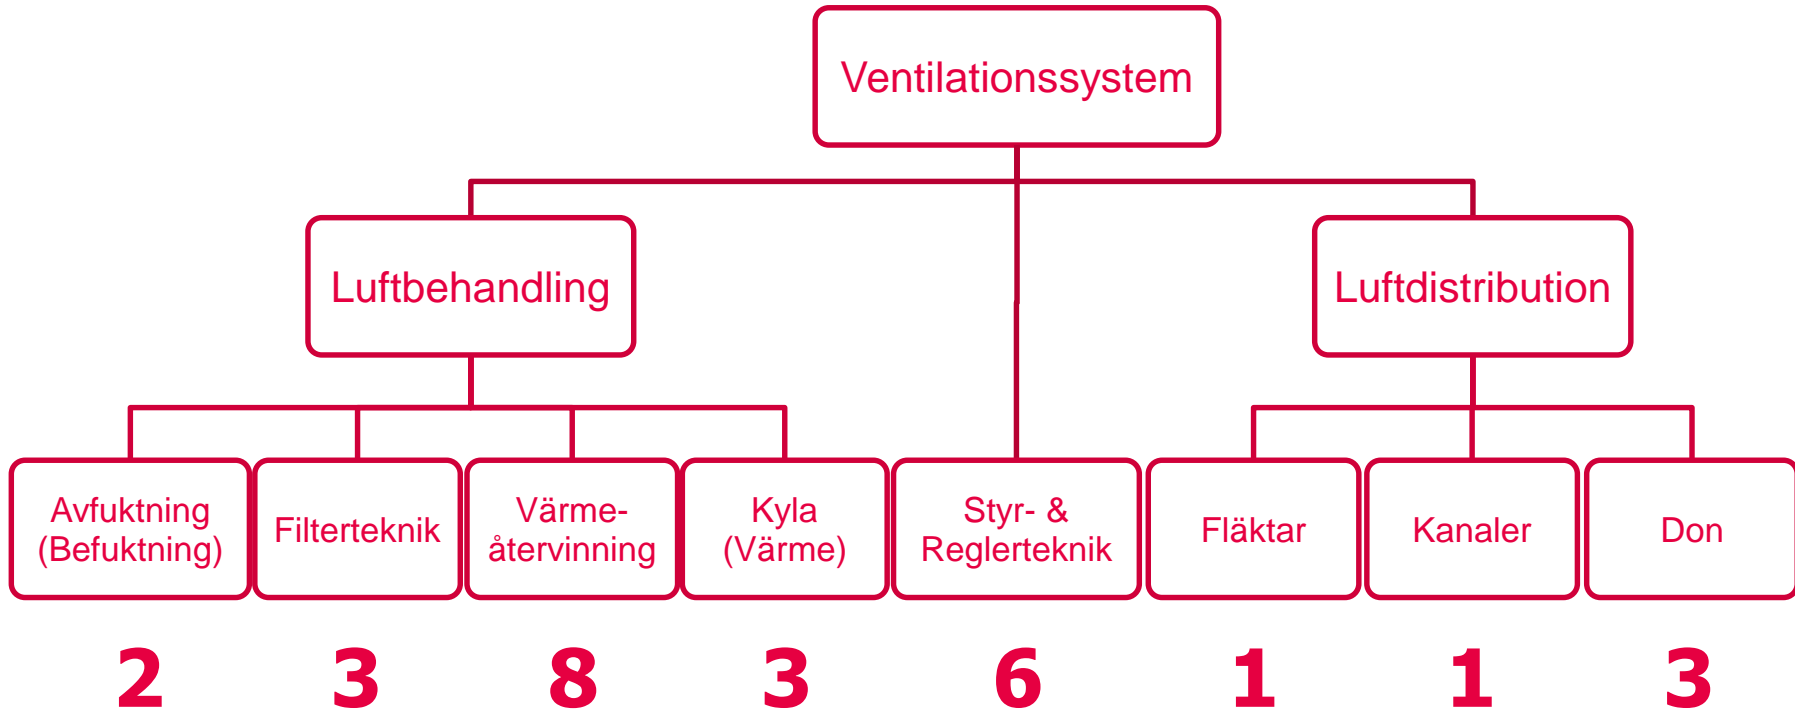 Ventilationssystem
Luftbehandling
Luftdistribution
Avfuktning
(Befuktning)
Filterteknik
Värme-
återvinning
Kyla
(Värme)
Styr- &
Reglerteknik
Fläktar
Kanaler
Don
2 3 8 3 6 1 1 3